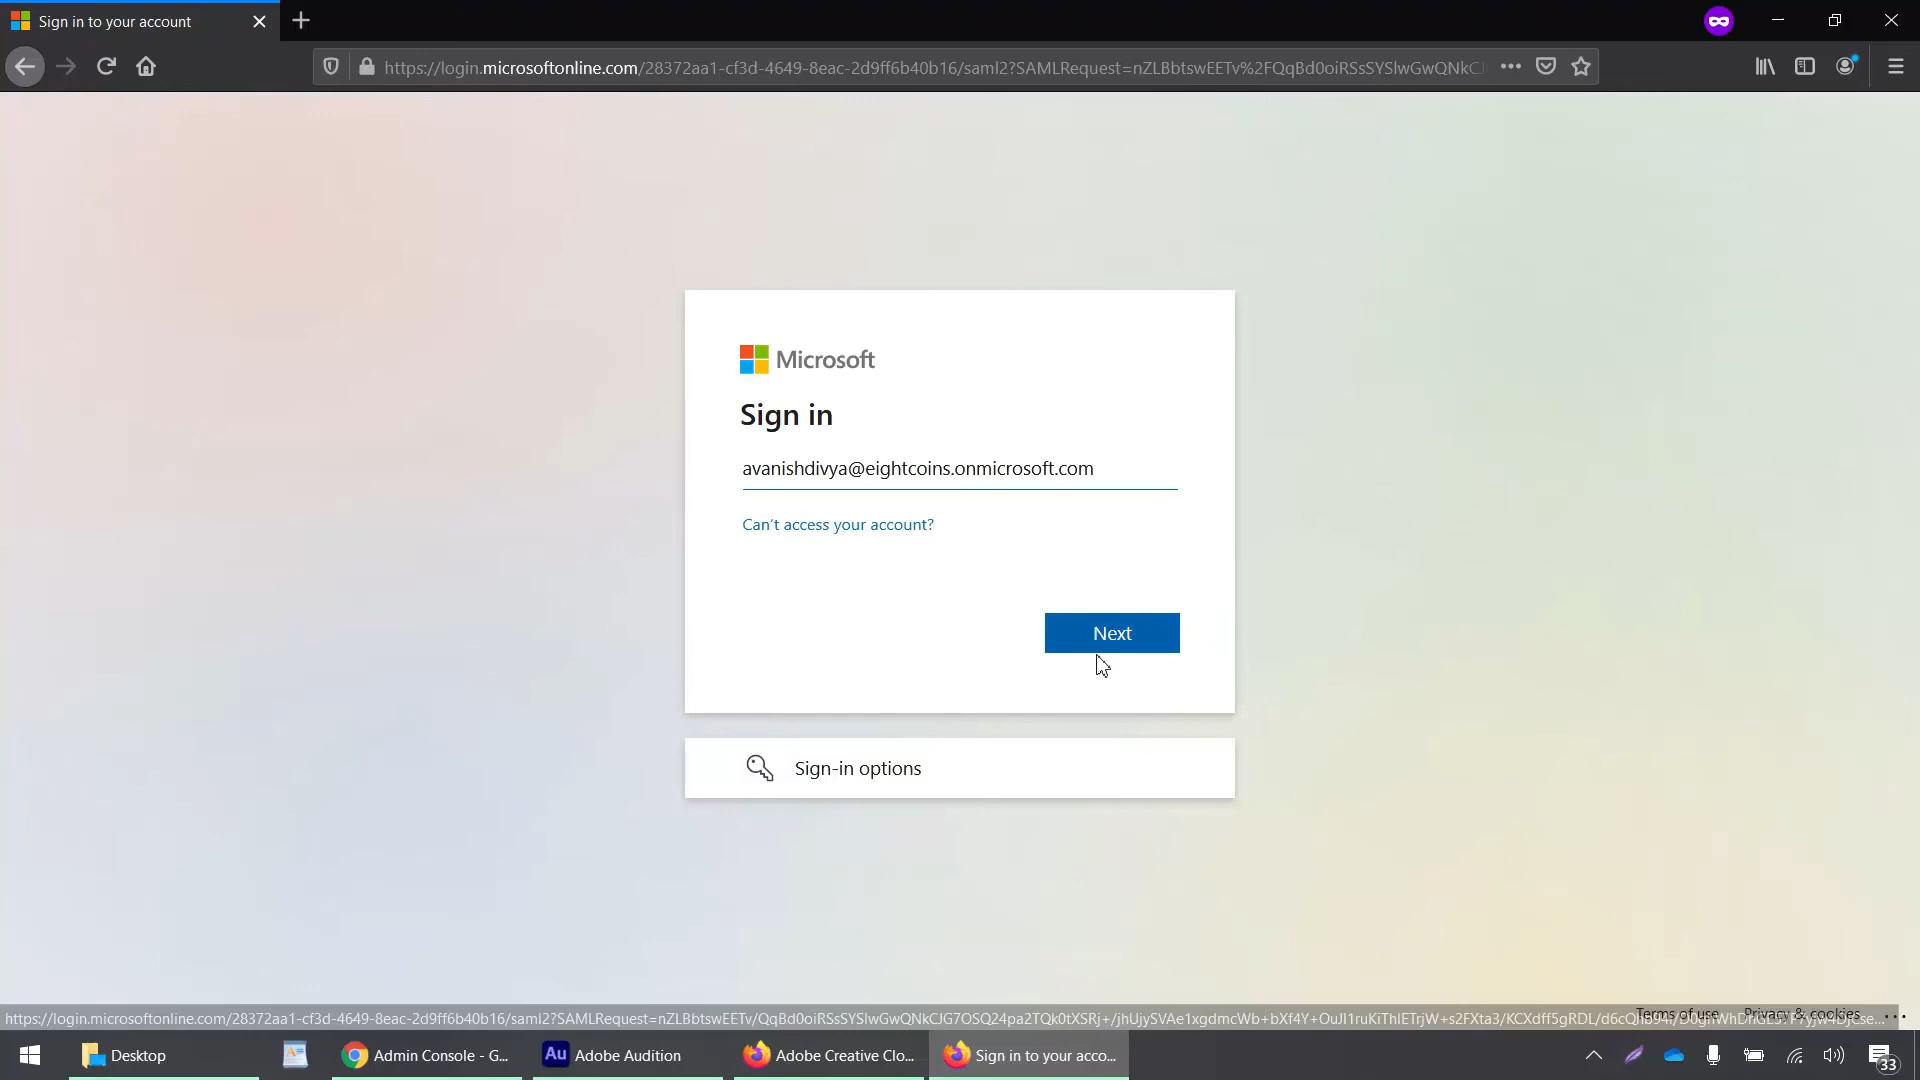 Sign in to your account
https://login.microsoftonline.com/28372aa1-cf3d-4649-8eac-2d9ff6b40b16/saml2?SAMLRequest=nZLBbtswEETv%2FQqBd0oiRSsSYSlwGwQNkCJ
Microsoft
Sign in
avanishdivya@eightcoins.onmicrosoft.com
Can't access your account?
Next
Sign-in options
Terms of use Privacy & cookies
Desktop
Admin Console - G...
Au
Adobe Audition
Adobe Creative Clo...
Sign in to your acco...
33